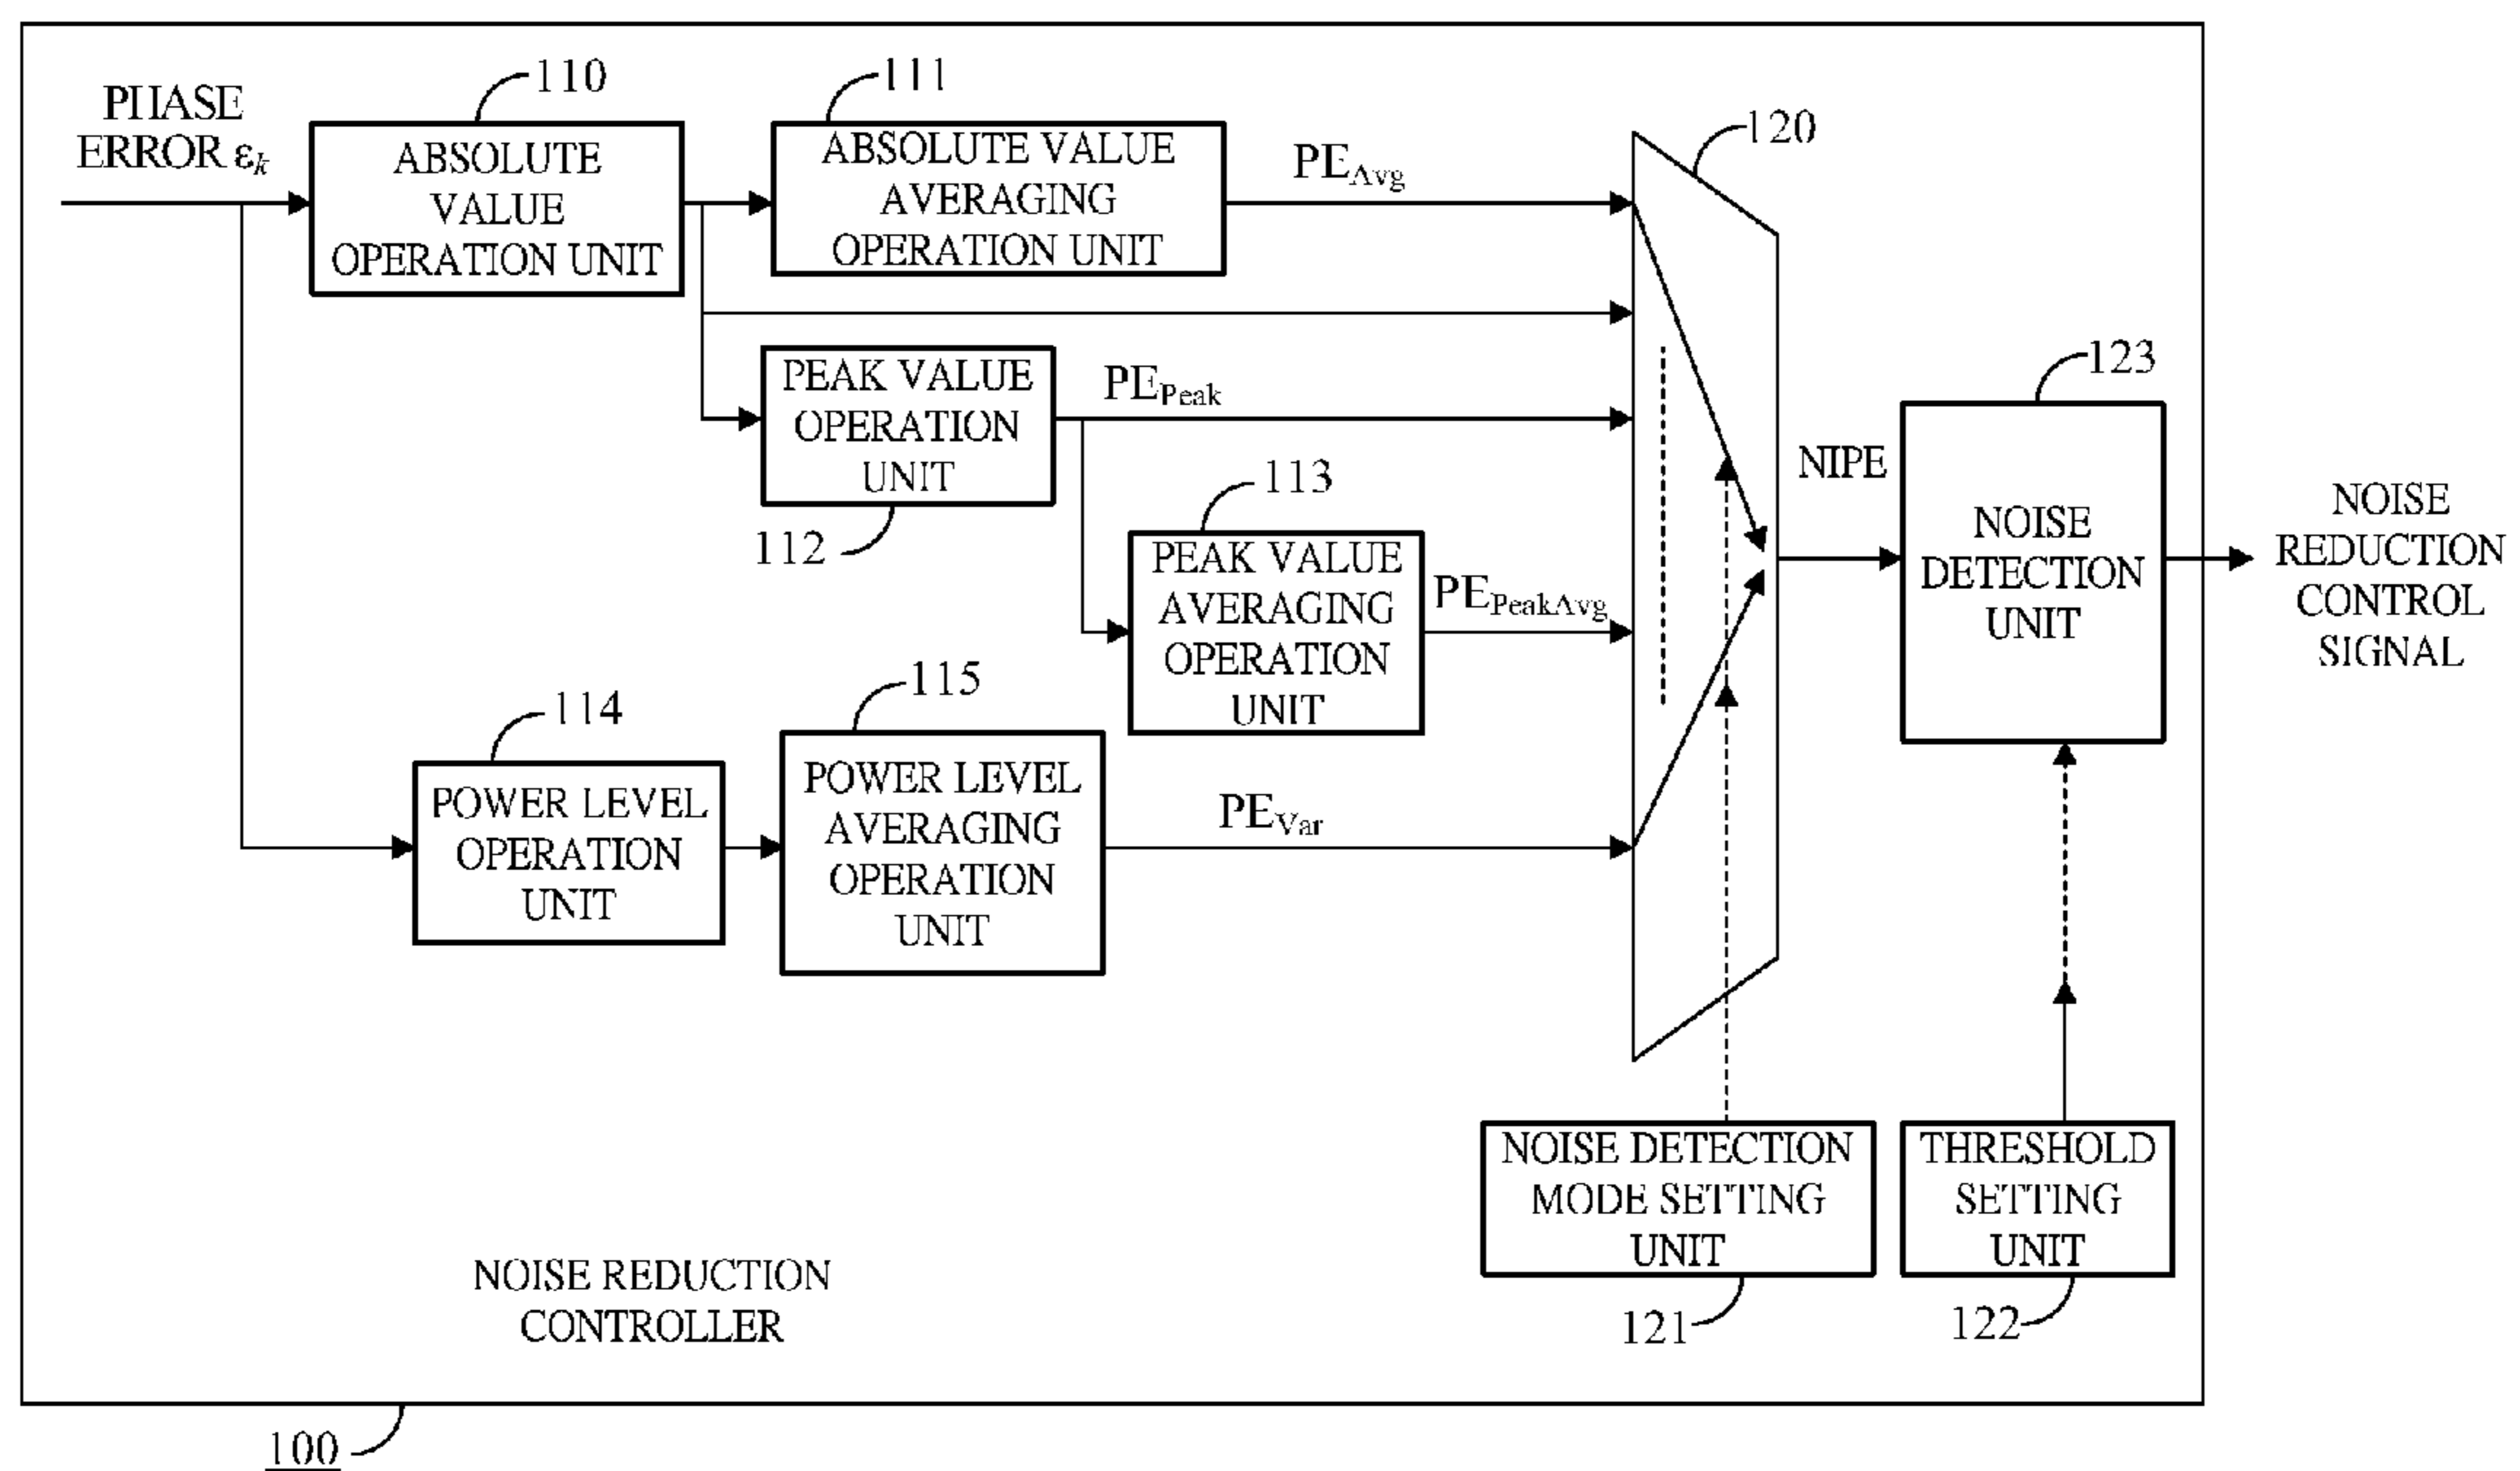 PHASE
ERROR εk
110
ABSOLUTE
VALUE
OPERATION UNIT
111
ABSOLUTE VALUE
AVERAGING
OPERATION UNIT
PEAvg
120
PEAK VALUE
OPERATION
UNIT
112
PEPeak
113
PEAK VALUE
AVERAGING
OPERATION
UNIT
PEPeakAvg
114
POWER LEVEL
OPERATION
UNIT
115
POWER LEVEL
AVERAGING
OPERATION
UNIT
PEVar
NIPE
123
NOISE
DETECTION
UNIT
NOISE
REDUCTION
CONTROL
SIGNAL
NOISE DETECTION
MODE SETTING
UNIT
121
THRESHOLD
SETTING
UNIT
122
NOISE REDUCTION
CONTROLLER
100